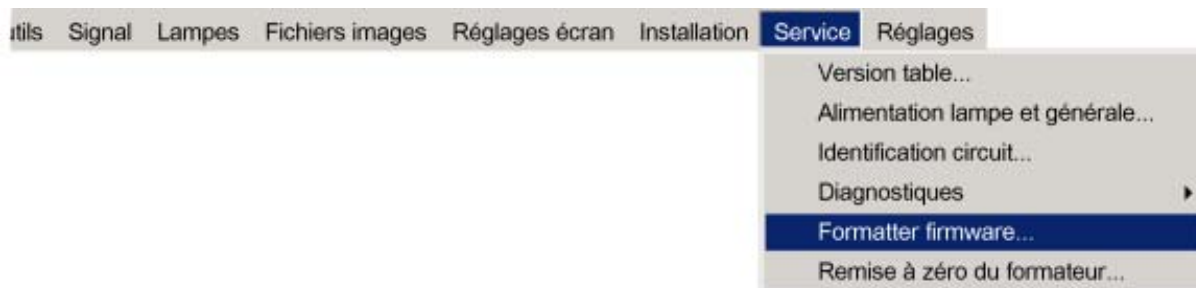 utils Signal Lampes Fichiers images Réglages écran Installation Service Réglages
Version table...
Alimentation lampe et générale...
Identification circuit...
Diagnostiques
Formatter firmware...
Remise à zéro du formateur...